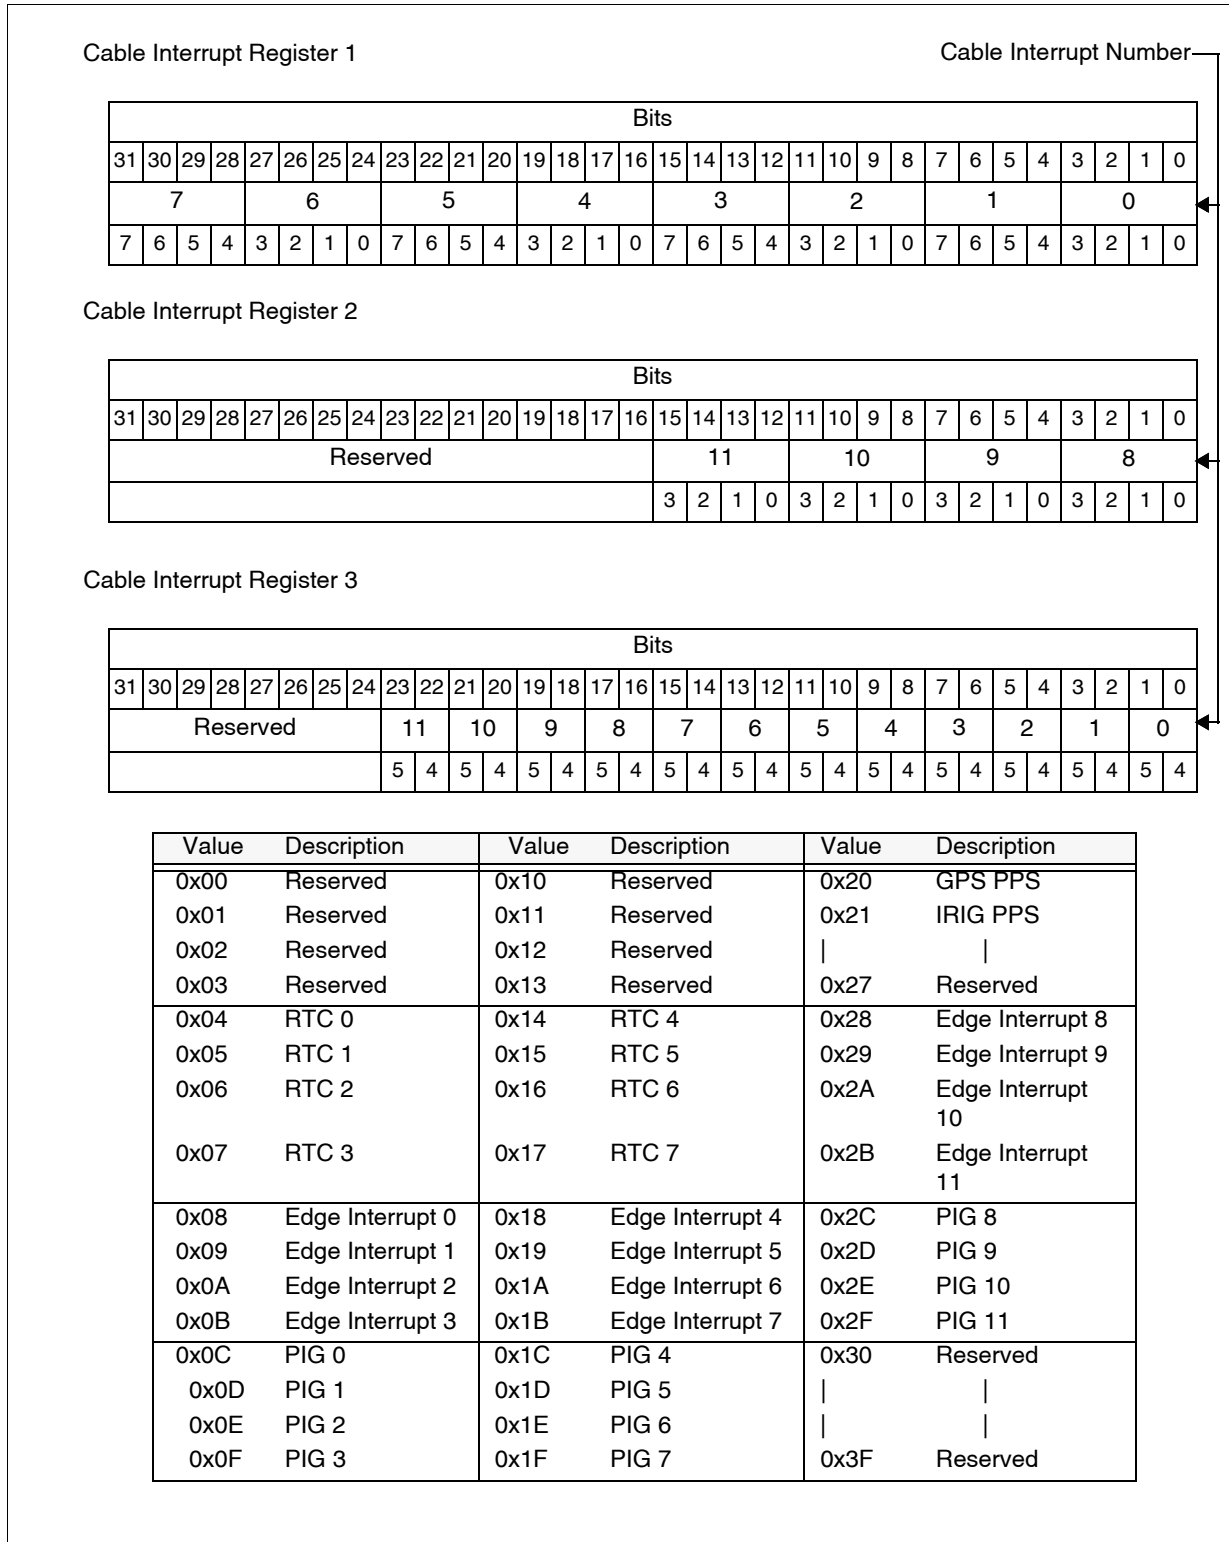 Cable Interrupt Register 1 Cable Interrupt Number
Bits
31 30 29 28 27 26 25 24 23 22 21 20 19 18 17 16 15 14 13 12 11 10 9 8 7 6 5 4 3 2 1 0
7 6 5 4 3 2 1 0
7 6 5 4 3 2 1 0 7 6 5 4 3 2 1 0 7 6 5 4 3 2 1 0 7 6 5 4 3 2 1 0
Cable Interrupt Register 2
Bits
31 30 29 28 27 26 25 24 23 22 21 20 19 18 17 16 15 14 13 12 11 10 9 8 7 6 5 4 3 2 1 0
Reserved 11 10 9 8
3 2 1 0 3 2 1 0 3 2 1 0 3 2 1 0
Cable Interrupt Register 3
Bits
31 30 29 28 27 26 25 24 23 22 21 20 19 18 17 16 15 14 13 12 11 10 9 8 7 6 5 4 3 2 1 0
Reserved 11 10 9 8 7 6 5 4 3 2 1 0
5 4 5 4 5 4 5 4 5 4 5 4 5 4 5 4 5 4 5 4 5 4 5 4
Value Description Value Description Value Description
0x00 Reserved 0x10 Reserved 0x20 GPS PPS
0x01 Reserved 0x11 Reserved 0x21 IRIG PPS
0x02 Reserved 0x12 Reserved | |
0x03 Reserved 0x13 Reserved 0x27 Reserved
0x04 RTC 0 0x14 RTC 4 0x28 Edge Interrupt 8
0x05 RTC 1 0x15 RTC 5 0x29 Edge Interrupt 9
0x06 RTC 2 0x16 RTC 6 0x2A Edge Interrupt
10
0x07 RTC 3 0x17 RTC 7 0x2B Edge Interrupt
11
0x08 Edge Interrupt 0 0x18 Edge Interrupt 4 0x2C PIG 8
0x09 Edge Interrupt 1 0x19 Edge Interrupt 5 0x2D PIG 9
0x0A Edge Interrupt 2 0x1A Edge Interrupt 6 0x2E PIG 10
0x0B Edge Interrupt 3 0x1B Edge Interrupt 7 0x2F PIG 11
0x0C PIG 0 0x1C PIG 4 0x30 Reserved
0x0D PIG 1 0x1D PIG 5 | |
0x0E PIG 2 0x1E PIG 6 | |
0x0F PIG 3 0x1F PIG 7 0x3F Reserved